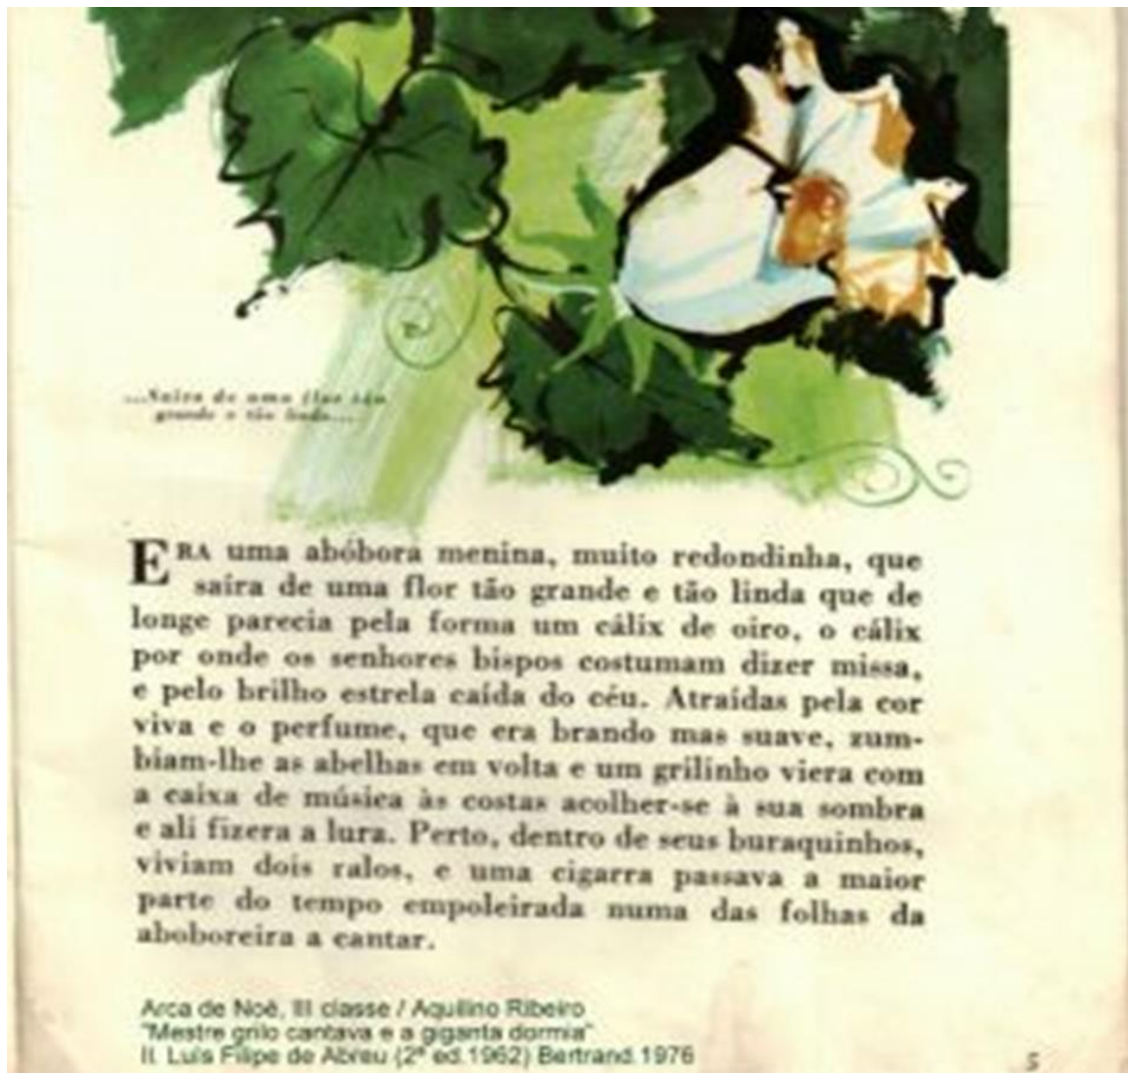 ...Saíra de uma flor tão
grande e tão linda...
ERA uma abóbora menina, muito redondinha, que
saíra de uma flor tão grande e tão linda que de
longe parecia pela forma um cálix de oiro, o cálix
por onde os senhores bispos costumam dizer missa,
e pelo brilho estrela caída do céu. Atraídas pela cor
viva e o perfume, que era brando mas suave, zum-
biam-lhe as abelhas em volta e um grilinho viera com
a caixa de música às costas acolher-se à sua sombra
e ali fizera a lura. Perto, dentro de seus buraquinhos,
viviam dois ralos, e uma cigarra passava a maior
parte do tempo empoleirada numa das folhas da
aboboreira a cantar.
Arca de Noé, III classe / Aquilino Ribeiro
"Mestre grilo cantava e a giganta dormia"
Il. Luís Filipe de Abreu (2ª ed.1962) Bertrand.1976
5